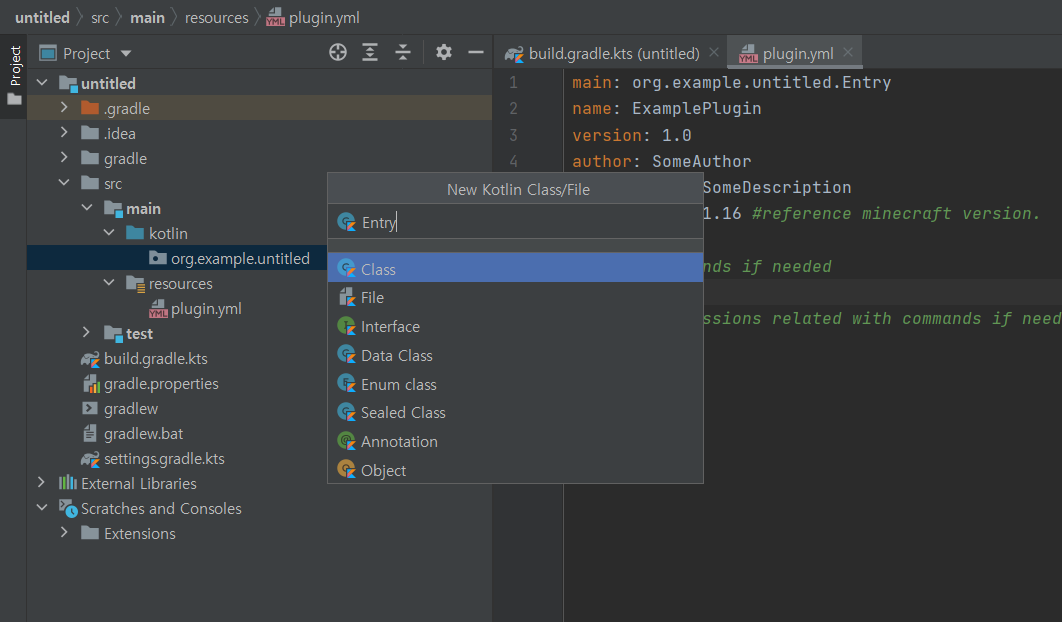 untitled src main resources plugin.yml
Project
Project
untitled
.gradle
.idea
gradle
src
main
kotlin
org.example.untitled
resources
plugin.yml
test
build.gradle.kts
gradle.properties
gradlew
gradlew.bat
settings.gradle.kts
External Libraries
Scratches and Consoles
Extensions
build.gradle.kts (untitled) plugin.yml
1 main: org.example.untitled.Entry
2 name: ExamplePlugin
3 version: 1.0
4 author: SomeAuthor
SomeDescription
1.16 #reference minecraft version.
nds if needed
ssions related with commands if need
New Kotlin Class/File
Entry
Class
File
Interface
Data Class
Enum class
Sealed Class
Annotation
Object